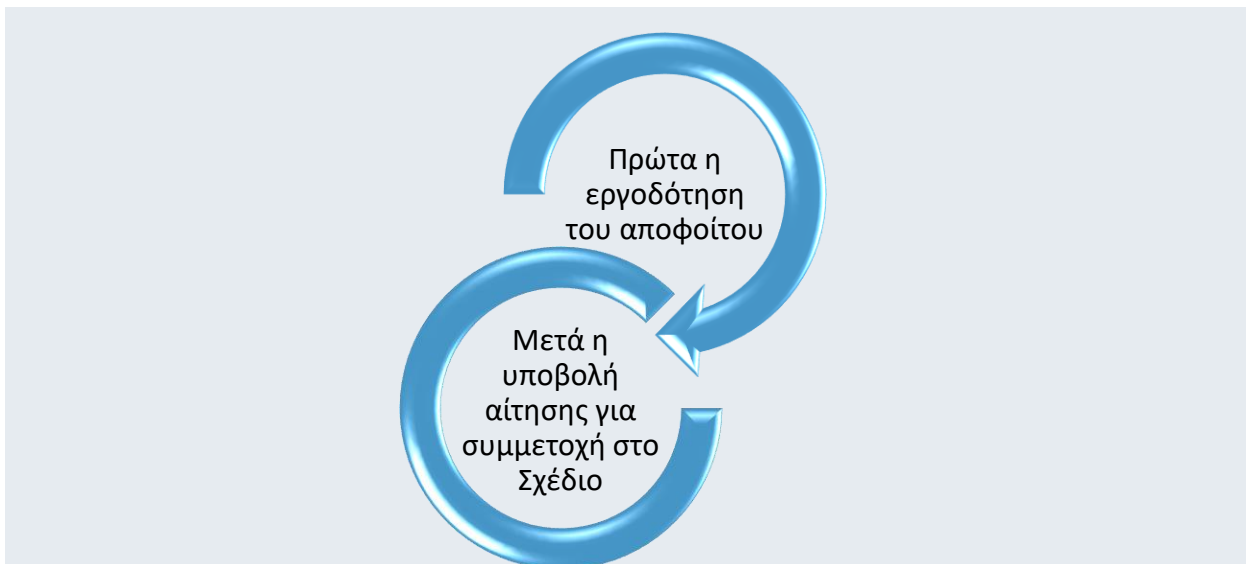 Πρώτα η
εργοδότηση
του αποφοίτου
Μετά η
υποβολή
αίτησης για
συμμετοχή στο
Σχέδιο